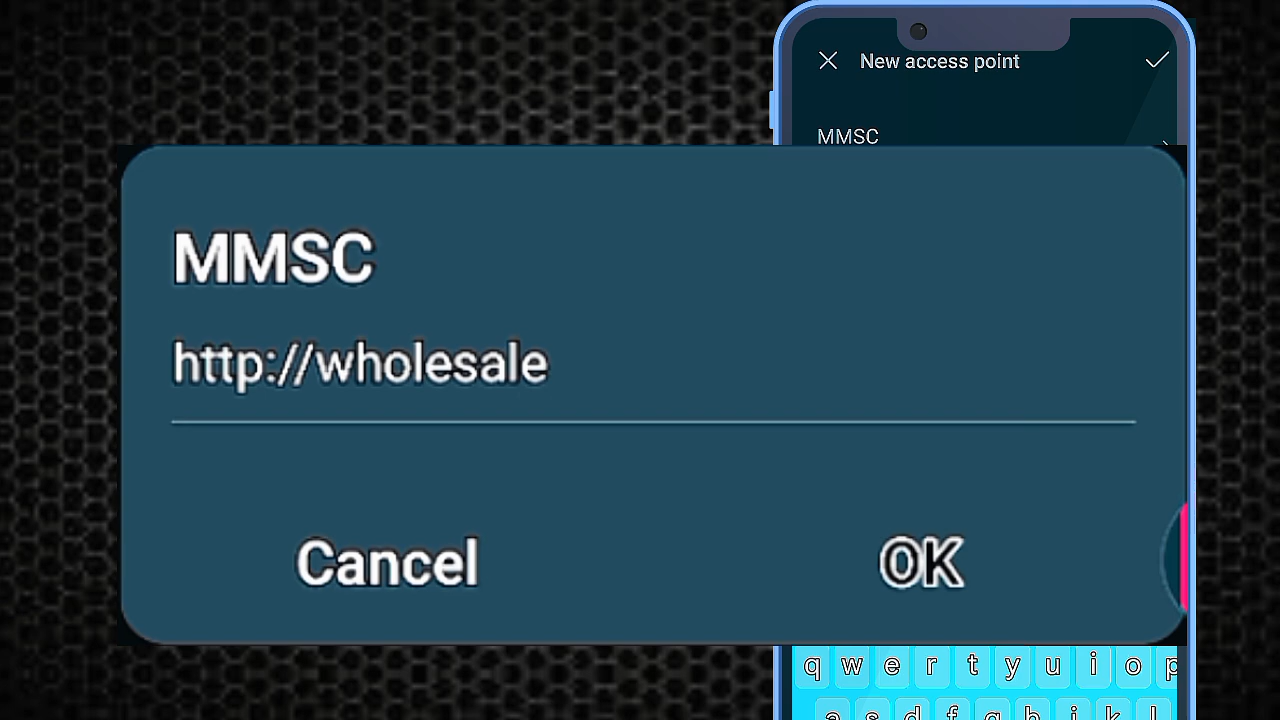 New access point
MMSC
MMSC
http://wholesale
Cancel
OK
q w e r t y u i o p
a s d f g h j k l